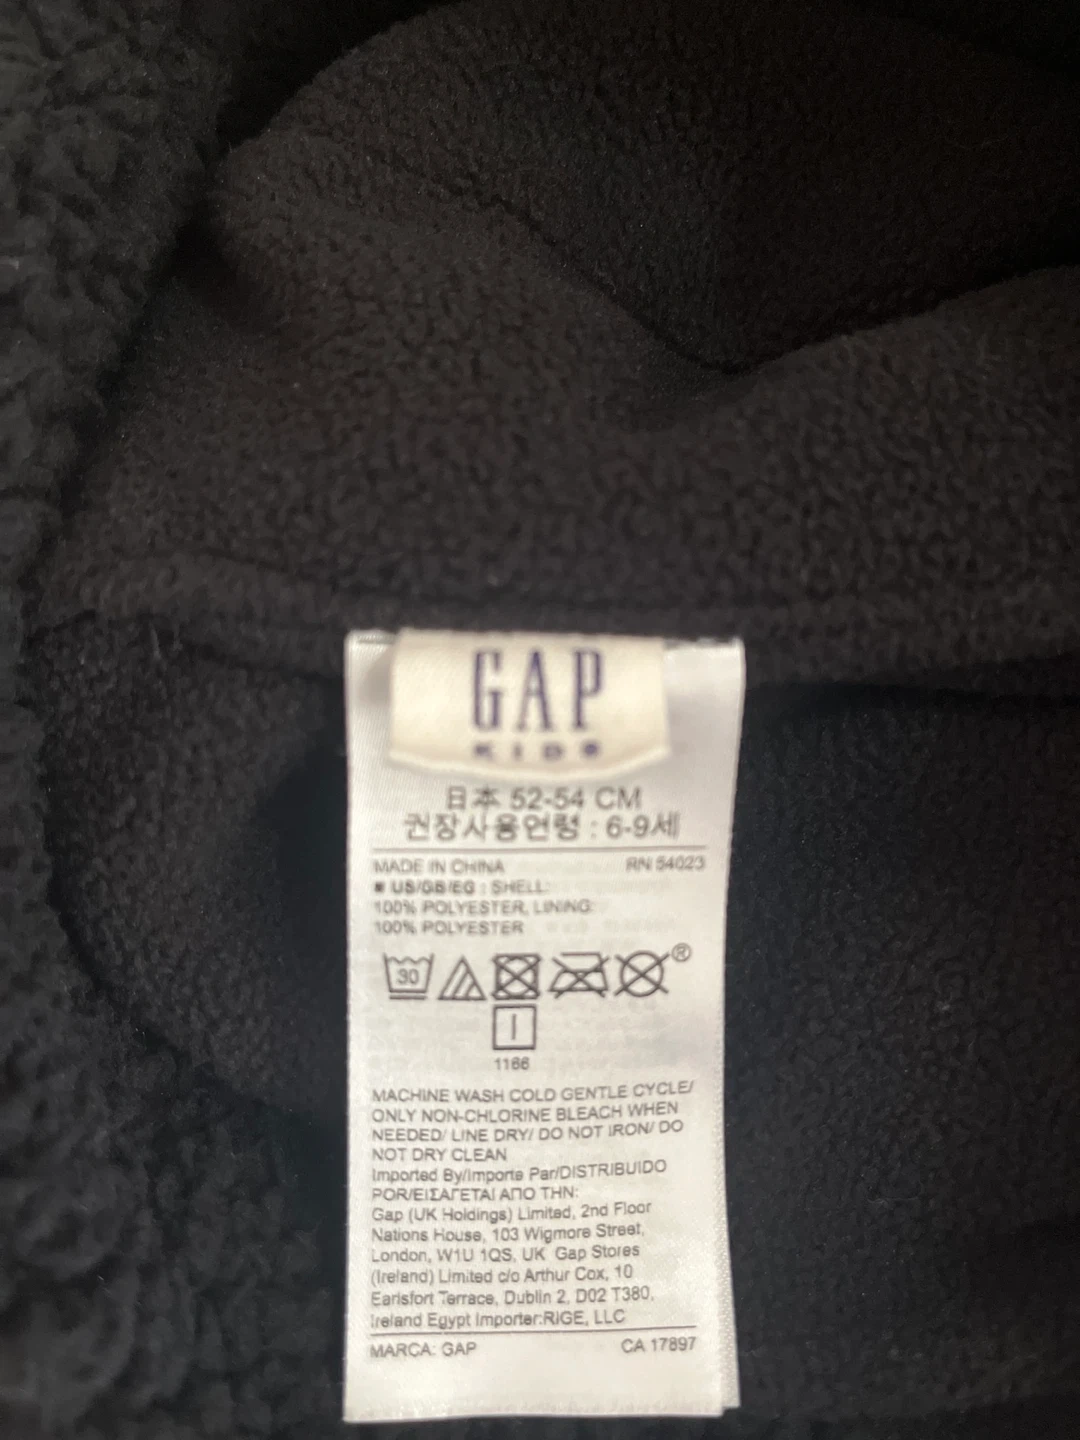 GAP
KIDS
日本 52-54 CM
권장사용연령 : 6-9세
MADE IN CHINA RN 54023
■ US/GB/EG : SHELL:
100% POLYESTER, LINING:
100% POLYESTER
30 ®
1166
MACHINE WASH COLD GENTLE CYCLE/
ONLY NON-CHLORINE BLEACH WHEN
NEEDED/ LINE DRY/ DO NOT IRON/ DO
NOT DRY CLEAN
Imported By/Importe Par/DISTRIBUIDO
POR/ΕΙΣΑΓΕΤΑΙ ΑΠΟ ΤΗΝ:
Gap (UK Holdings) Limited, 2nd Floor
Nations House, 103 Wigmore Street,
London, W1U 1QS, UK Gap Stores
(Ireland) Limited c/o Arthur Cox, 10
Earlsfort Terrace, Dublin 2, D02 T380,
Ireland Egypt Importer:RIGE, LLC
MARCA: GAP CA 17897